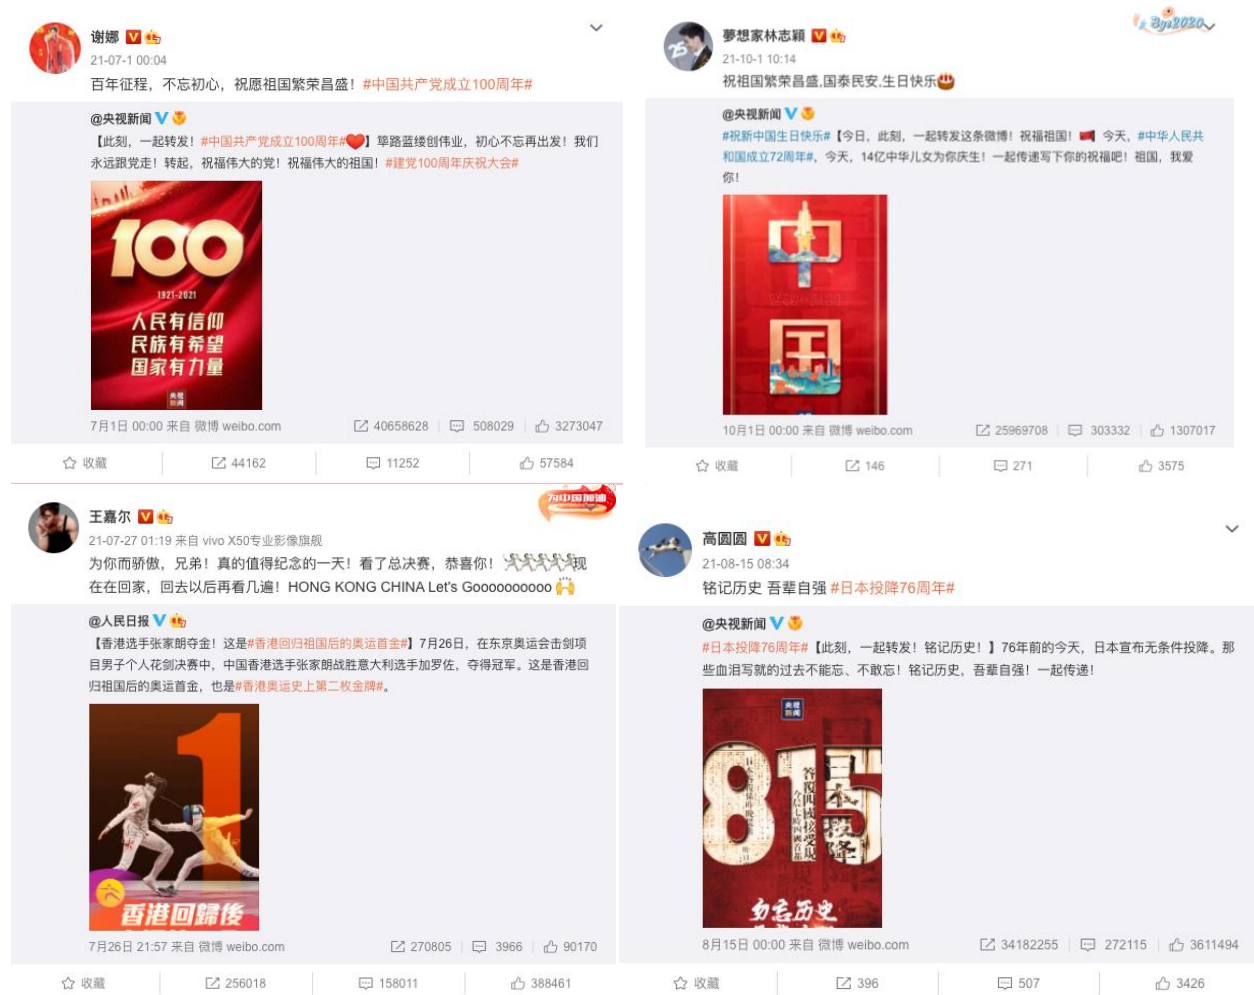 谢娜
21-07-1 00:04
百年征程，不忘初心，祝愿祖国繁荣昌盛！#中国共产党成立100周年#
@央视新闻
【此刻，一起转发！#中国共产党成立100周年#❤️】筚路蓝缕创伟业，初心不忘再出发！我们
永远跟党走！转起，祝福伟大的党！祝福伟大的祖国！#建党100周年庆祝大会#
100
1921-2021
人民有信仰
民族有希望
国家有力量
央视
新闻
7月1日 00:00 来自 微博 weibo.com
40658628
508029
3273047
收藏
44162
11252
57584
Bye2020
夢想家林志穎
21-10-1 10:14
祝祖国繁荣昌盛,国泰民安,生日快乐
@央视新闻
#祝新中国生日快乐#【今日，此刻，一起转发这条微博！祝福祖国！ 今天，#中华人民共
和国成立72周年#，今天，14亿中华儿女为你庆生！一起传递写下你的祝福吧！祖国，我爱
你！
中
国
10月1日 00:00 来自 微博 weibo.com
25969708
303332
1307017
收藏
146
271
3575
为中国加油
王嘉尔
21-07-27 01:19 来自 vivo X50专业影像旗舰
为你而骄傲，兄弟！真的值得纪念的一天！看了总决赛，恭喜你！现
在在回家，回去以后再看几遍！HONG KONG CHINA Let's Goooooooooo
@人民日报
【香港选手张家朗夺金！这是#香港回归祖国后的奥运首金#】7月26日，在东京奥运会击剑项
目男子个人花剑决赛中，中国香港选手张家朗战胜意大利选手加罗佐，夺得冠军。这是香港回
归祖国后的奥运首金，也是#香港奥运史上第二枚金牌#。
1
香港回歸後
7月26日 21:57 来自 微博 weibo.com
270805
3966
90170
收藏
256018
158011
388461
高圆圆
21-08-15 08:34
铭记历史 吾辈自强 #日本投降76周年#
@央视新闻
#日本投降76周年#【此刻，一起转发！铭记历史！】76年前的今天，日本宣布无条件投降。那
些血泪写就的过去不能忘、不敢忘！铭记历史，吾辈自强！一起传递！
央视
新闻
815
日本投降
勿忘历史
8月15日 00:00 来自 微博 weibo.com
34182255
272115
3611494
收藏
396
507
3426